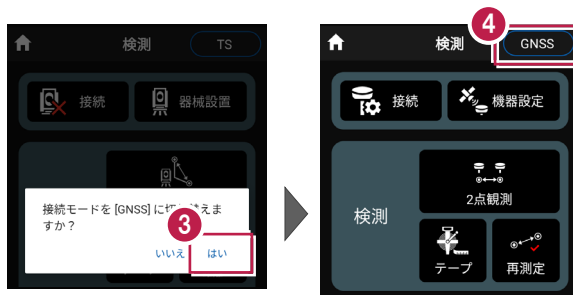 検測
TS
接続
器械設置
接続モードを [GNSS] に切
えま
すか？
3
いいえ
はい
4
検測
GNSS
接続
機器設定
検測
2点観測
テープ
再測定